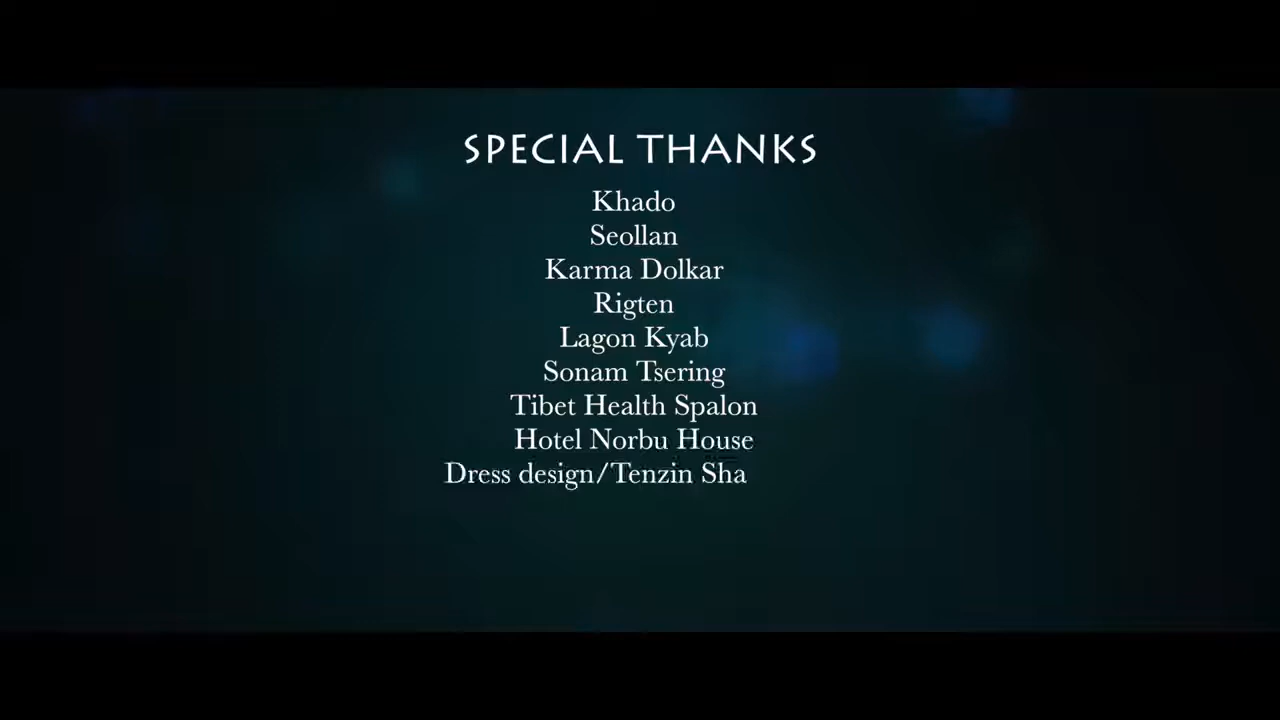 SPECIAL THANKS
Khado
Seollan
Karma Dolkar
Rigten
Lagon Kyab
Sonam Tsering
Tibet Health Spalon
Hotel Norbu House
Dress design/Tenzin Sha